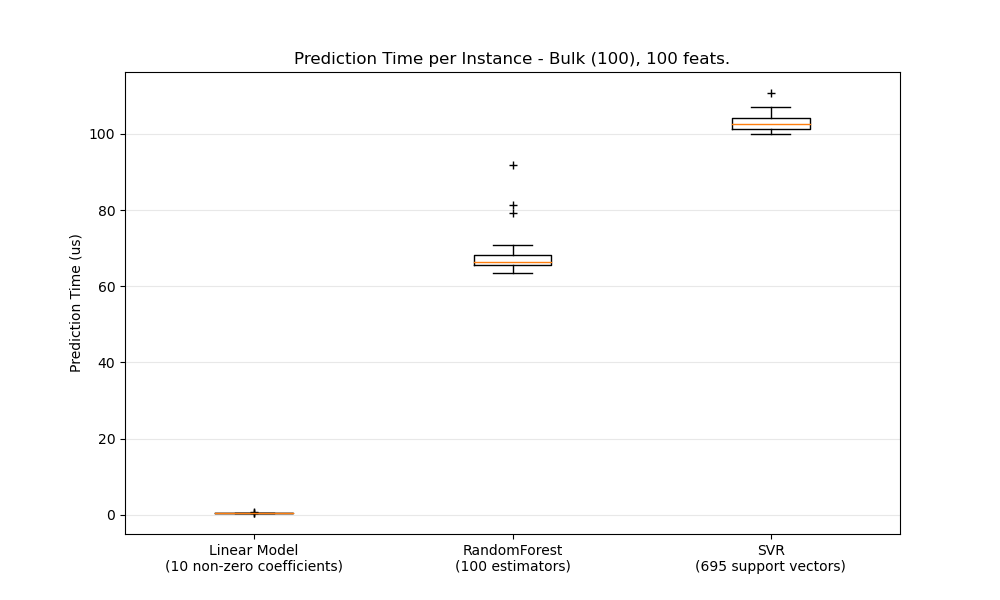 Prediction Time per Instance - Bulk (100), 100 feats.
Prediction Time (us)
100
80
60
40
20
0
Linear Model
(10 non-zero coefficients)
RandomForest
(100 estimators)
SVR
(695 support vectors)